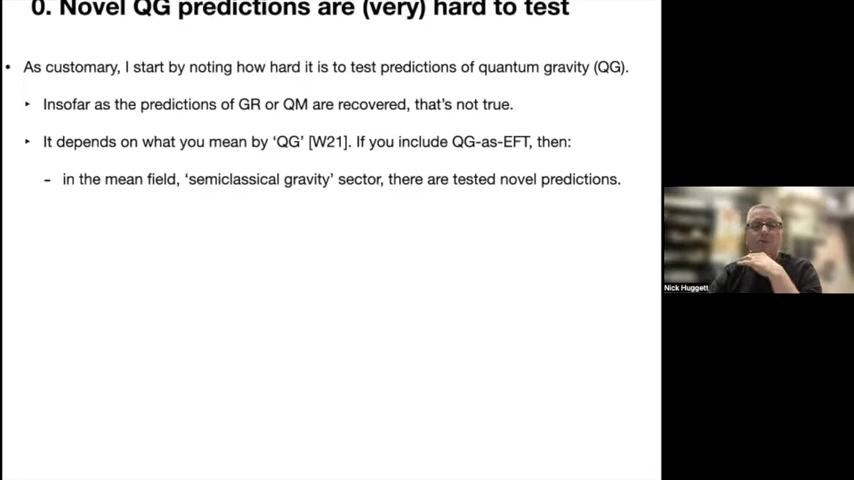 0. Novel QG predictions are (very) hard to test
• As customary, I start by noting how hard it is to test predictions of quantum gravity (QG).
‣ Insofar as the predictions of GR or QM are recovered, that's not true.
‣ It depends on what you mean by 'QG' [W21]. If you include QG-as-EFT, then:
- in the mean field, 'semiclassical gravity' sector, there are tested novel predictions.
Nick Huggett